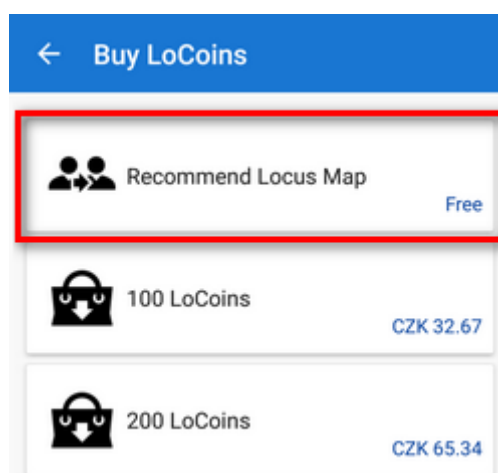 Buy LoCoins
Recommend Locus Map
Free
100 LoCoins
CZK 32.67
200 LoCoins
CZK 65.34